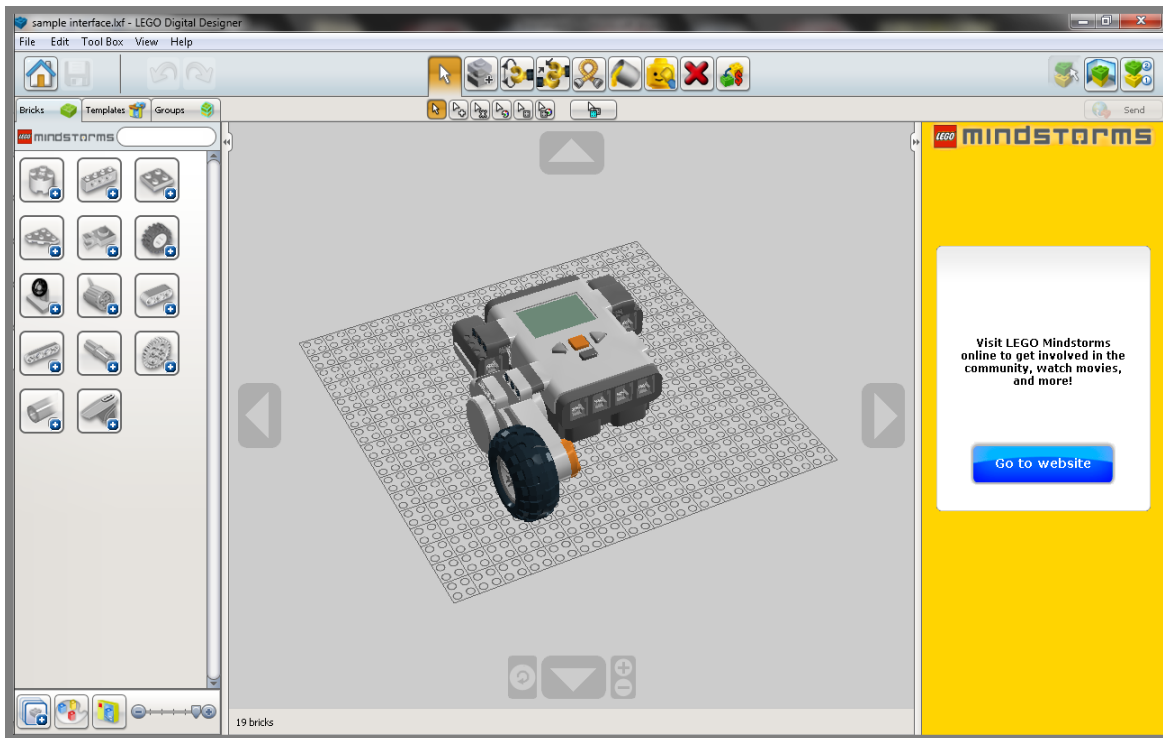 sample interface.lxf - LEGO Digital Designer
File Edit Tool Box View Help
Bricks Templates Groups
Send
LEGO mindstorms
LEGO mindstorms
Visit LEGO Mindstorms
online to get involved in the
community, watch movies,
and more!
Go to website
19 bricks